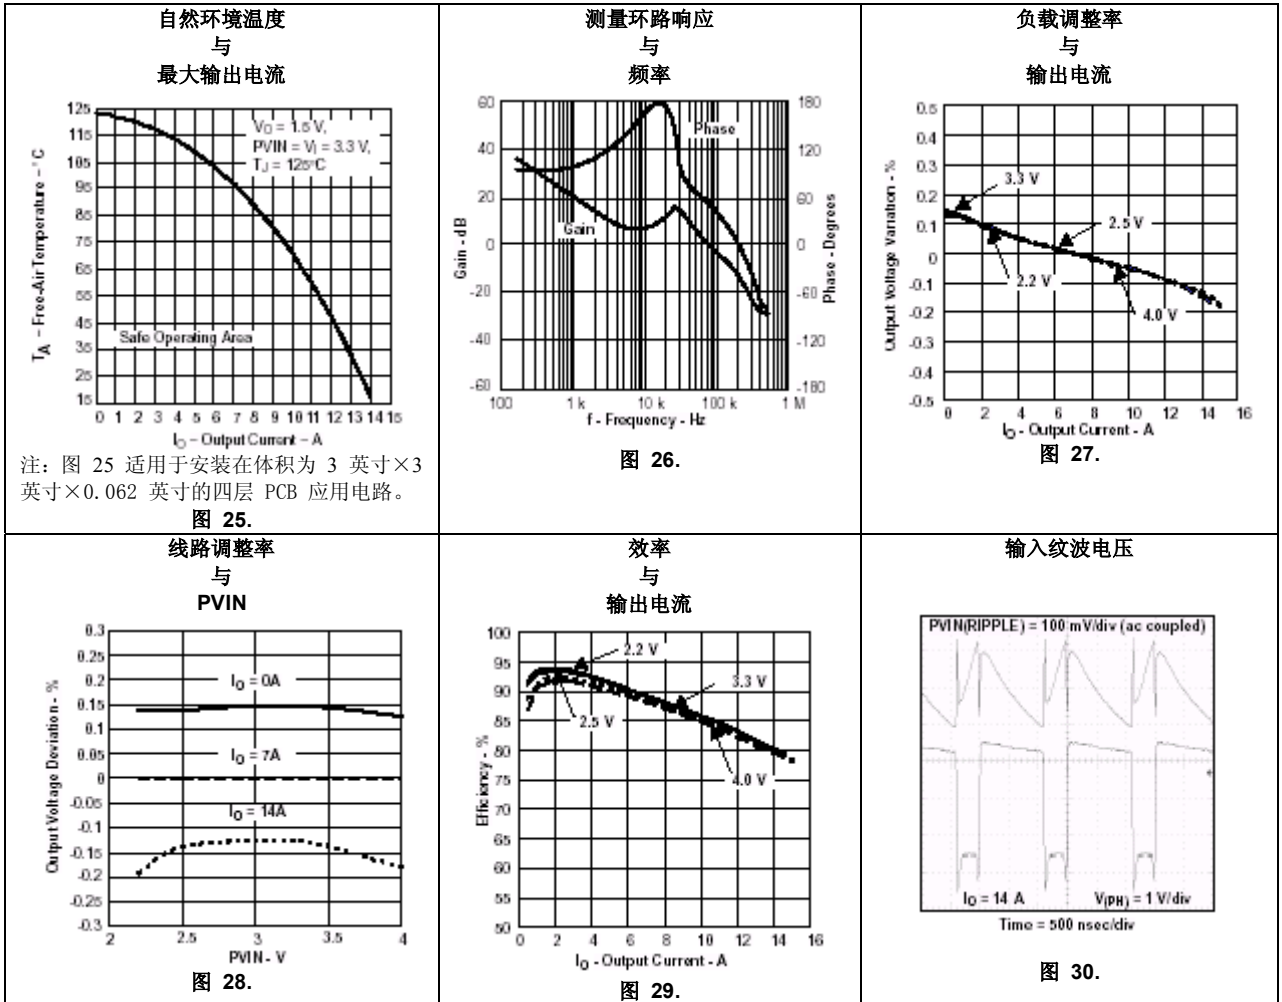 自然环境温度
与
最大输出电流
125
115
105
95
85
75
65
55
45
35
25
15
TA – Free-Air Temperature – °C
VO = 1.5 V,
PVIN = VI = 3.3 V,
TJ = 125°C
Safe Operating Area
0 1 2 3 4 5 6 7 8 9 10 11 12 13 14 15
IO – Output Current – A
注: 图 25 适用于安装在体积为 3 英寸×3
英寸×0.062 英寸的四层 PCB 应用电路。
图 25.
测量环路响应
与
频率
60
40
20
0
-20
-40
-60
Gain - dB
Phase
Gain
180
120
60
0
-60
-120
-180
Phase - Degrees
100 1 k 10 k 100 k 1 M
f - Frequency - Hz
图 26.
负载调整率
与
输出电流
0.5
0.4
0.3
0.2
0.1
0
-0.1
-0.2
-0.3
-0.4
-0.5
Output Voltage Variation - %
3.3 V
2.5 V
2.2 V
4.0 V
0 2 4 6 8 10 12 14 16
IO - Output Current - A
图 27.
线路调整率
与
PVIN
0.3
0.25
0.2
0.15
0.1
0.05
0
-0.05
-0.1
-0.15
-0.2
-0.25
-0.3
Output Voltage Deviation - %
IO = 0A
IO = 7A
IO = 14A
2 2.5 3 3.5 4
PVIN - V
图 28.
效率
与
输出电流
100
95
90
85
80
75
70
65
60
55
50
Efficiency - %
2.2 V
3.3 V
2.5 V
4.0 V
0 2 4 6 8 10 12 14 16
IO - Output Current - A
图 29.
输入纹波电压
PVIN(RIPPLE) = 100 mV/div (ac coupled)
IO = 14 A
V(PH) = 1 V/div
Time = 500 nsec/div
图 30.